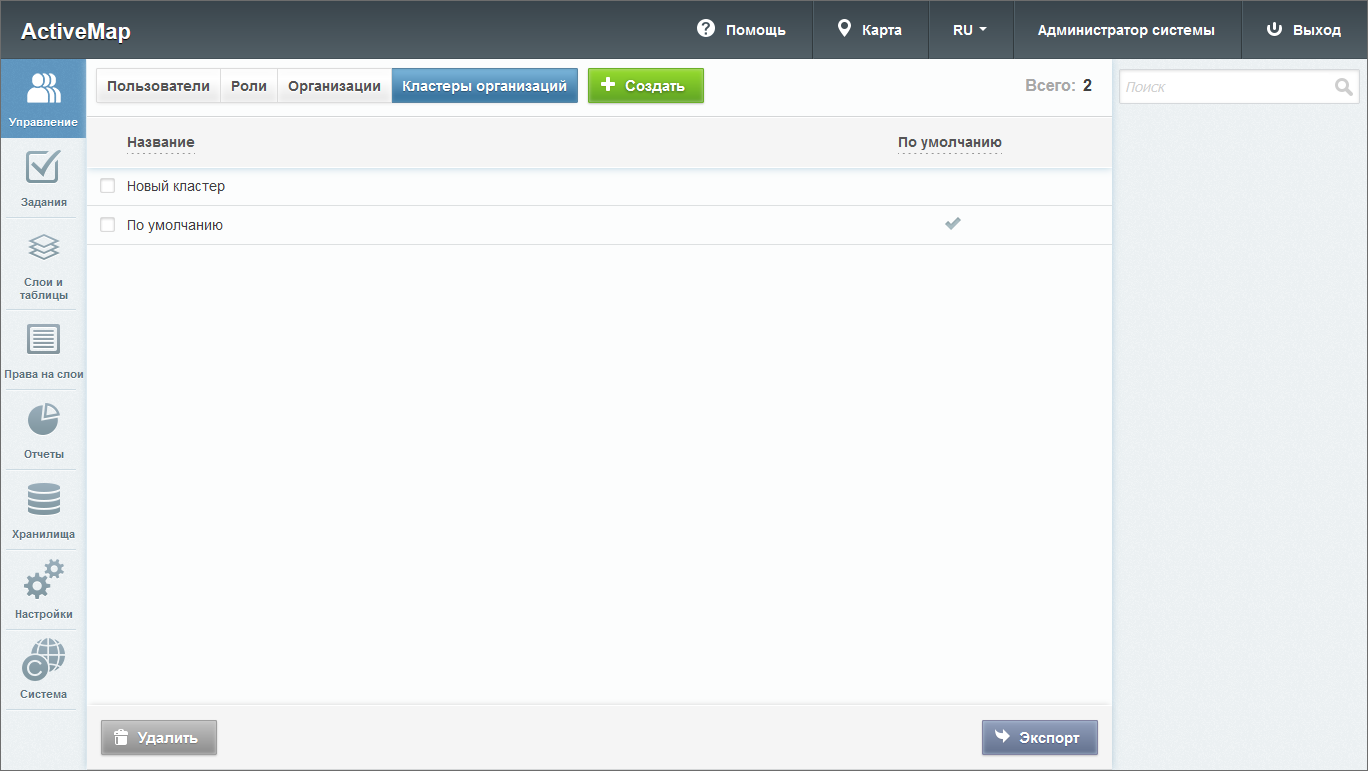 ActiveMap
Помощь
Карта
RU
Администратор системы
Выход
Управление
Задания
Слои и
таблицы
Права на слои
Отчеты
Хранилища
Настройки
Система
Пользователи
Роли
Организации
Кластеры организаций
Создать
Всего: 2
Поиск
Название
По умолчанию
Новый кластер
По умолчанию
Удалить
Экспорт